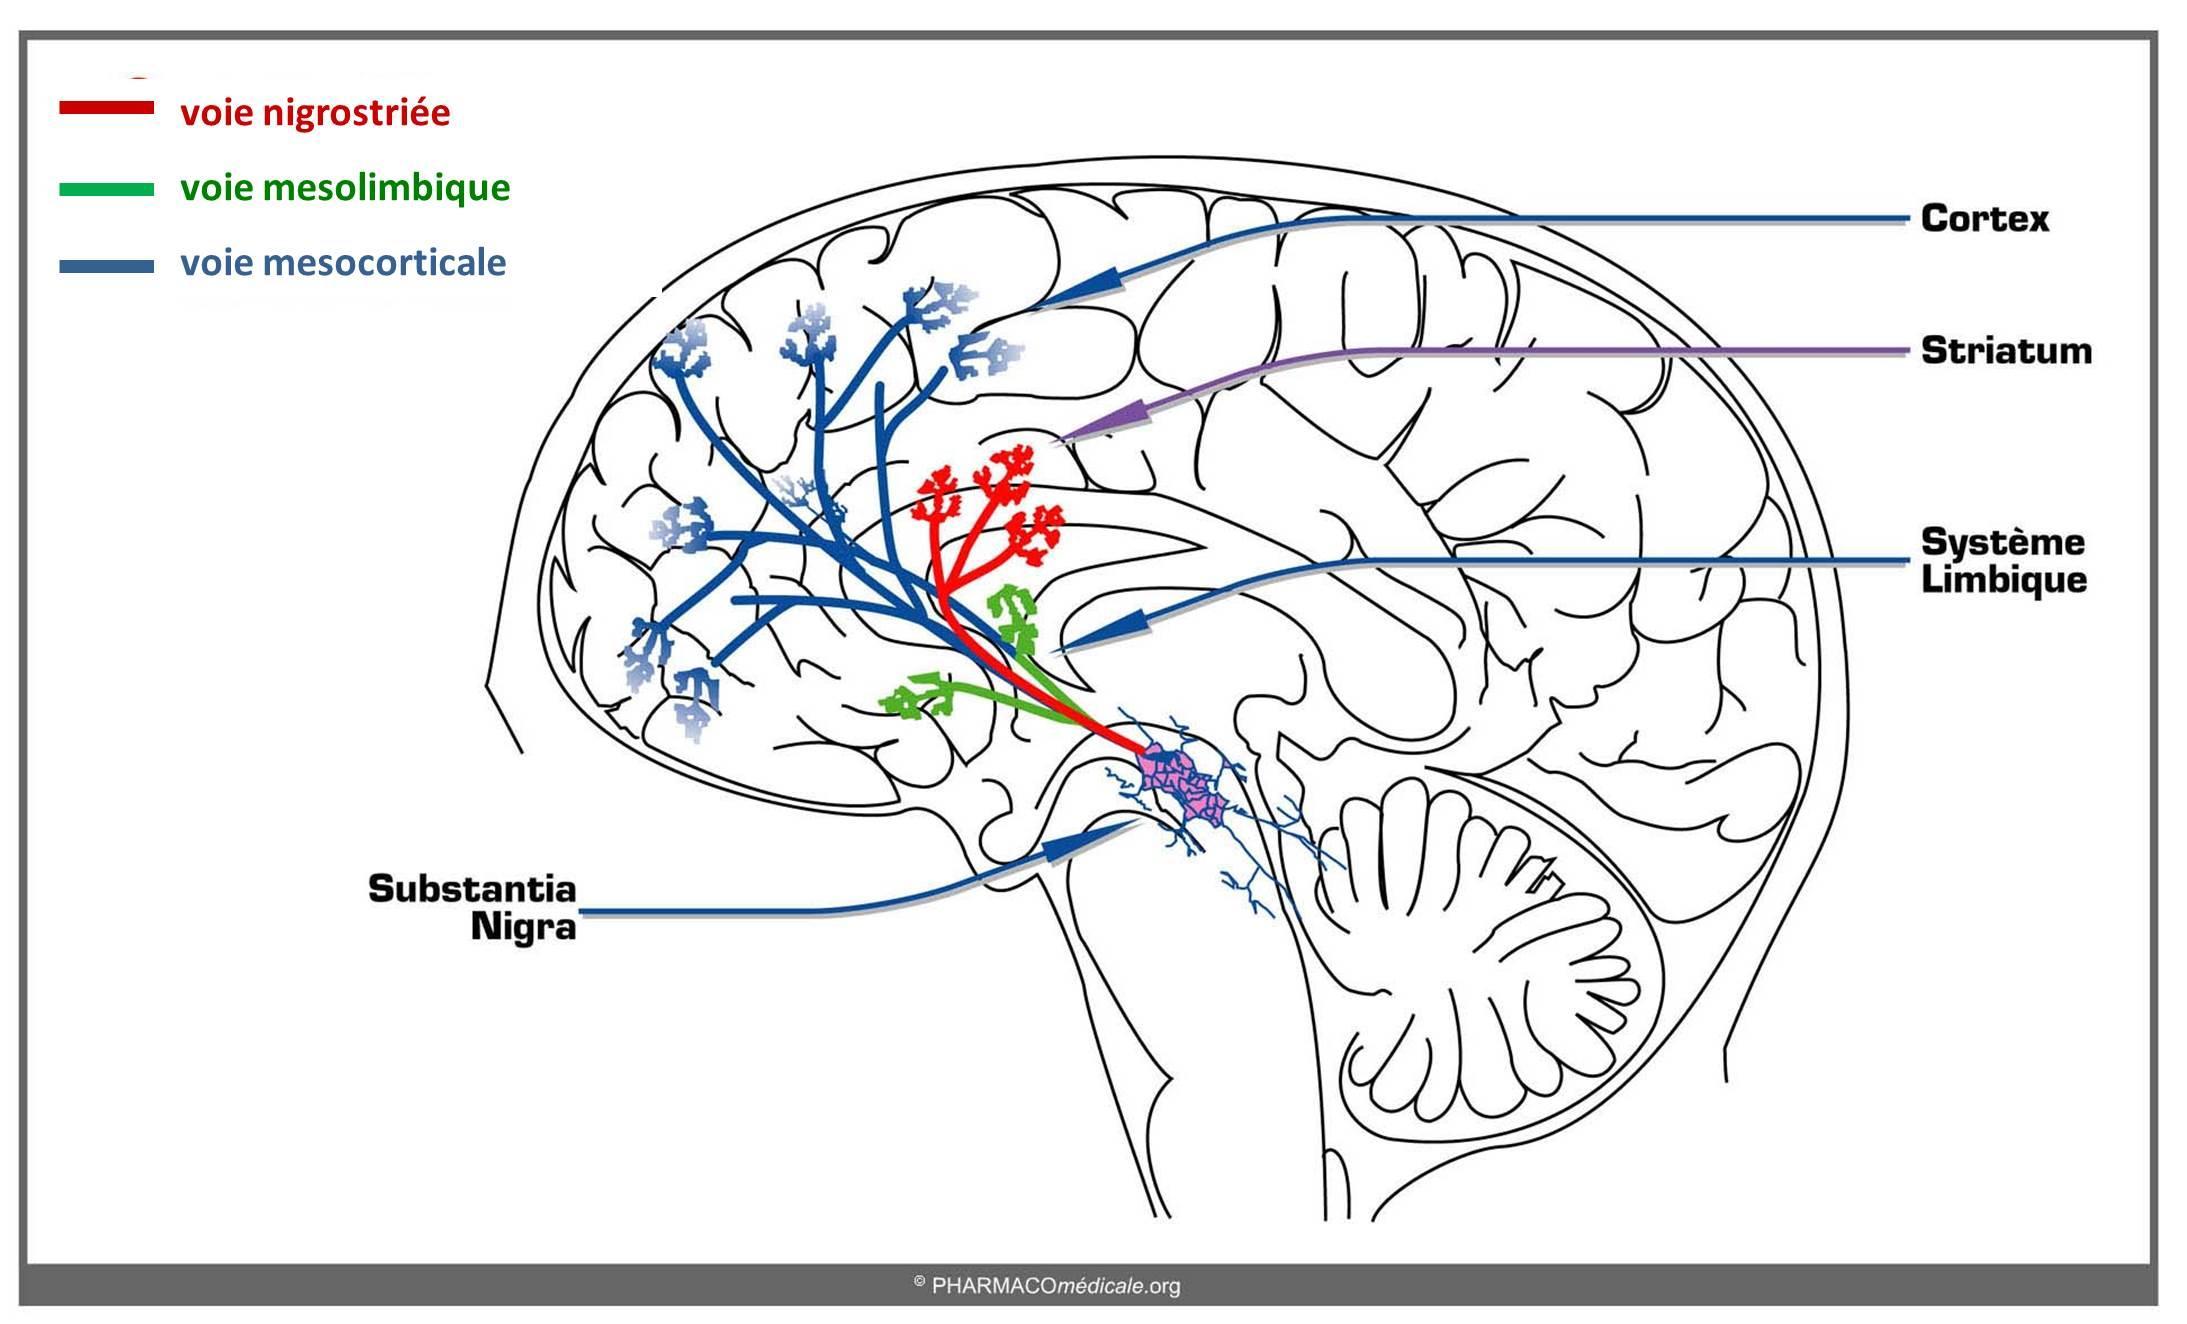 voie nigrostriée
voie mesolimbique
voie mesocorticale
Cortex
Striatum
Système
Limbique
Substantia
Nigra
© PHARMACOmédicale.org